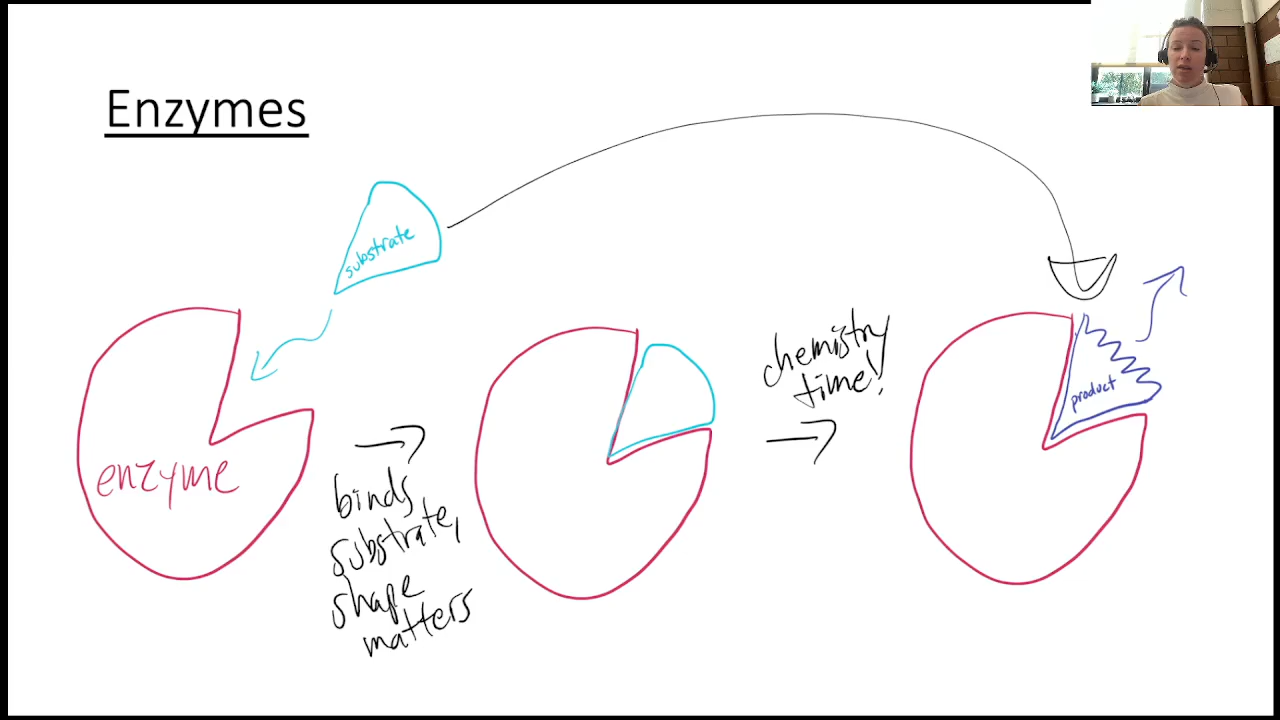 Enzymes
substrate
enzyme
binds
substrate,
shape
matters
chemistry
time!
product